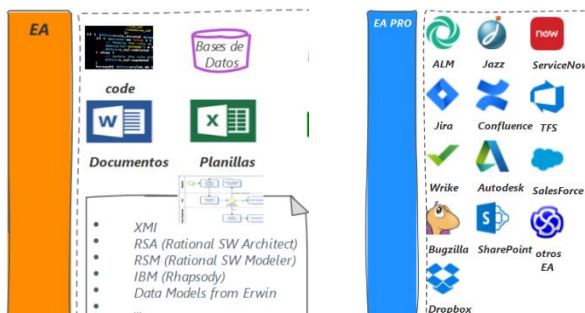 EA
Bases de
Datos
code
W
X
Documentos
Planillas
XMI
RSA (Rational SW Architect)
RSM (Rational SW Modeler)
IBM (Rhapsody)
Data Models from Erwin
...
EA PRO
now
ALM
Jazz
ServiceNow
Jira
Confluence
TFS
Wrike
Autodesk
SalesForce
S
Bugzilla
SharePoint
otros
EA
Dropbox